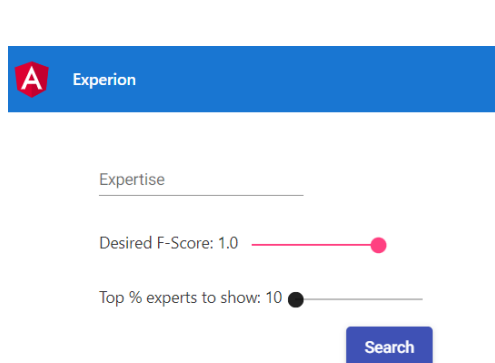 A
Experion
Expertise
Desired F-Score: 1.0
Top % experts to show: 10
Search